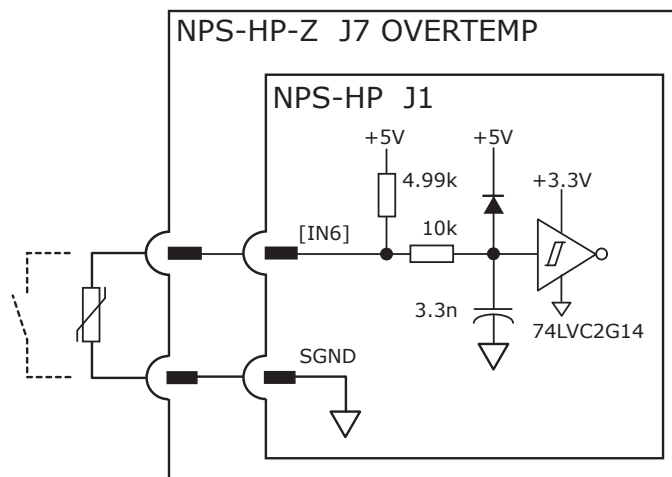 NPS-HP-Z J7 OVERTEMP
NPS-HP J1
+5V
+5V
4.99k
+3.3V
[IN6]
10k
3.3n
74LVC2G14
SGND